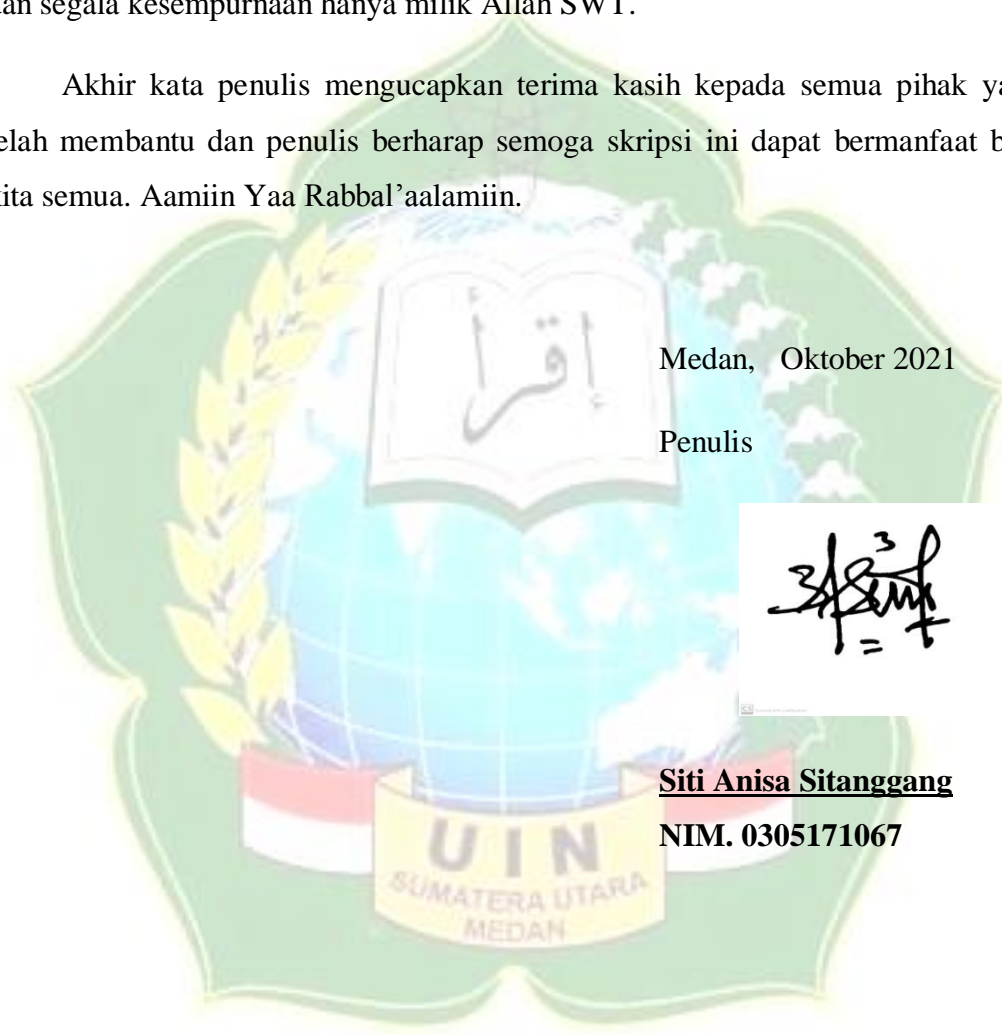 dan segala kesempurnaan hanya milik Allah SWT.
Akhir kata penulis mengucapkan terima kasih kepada semua pihak
elah membantu dan penulis berharap semoga skripsi ini dapat bermanfaat
kita semua. Aamiin Yaa Rabbal’aalamiin.
إقرأ
Medan, Oktober 2021
Penulis
Siti Anisa Sitanggang
NIM. 0305171067
UIN
SUMATERA UTARA
MEDAN